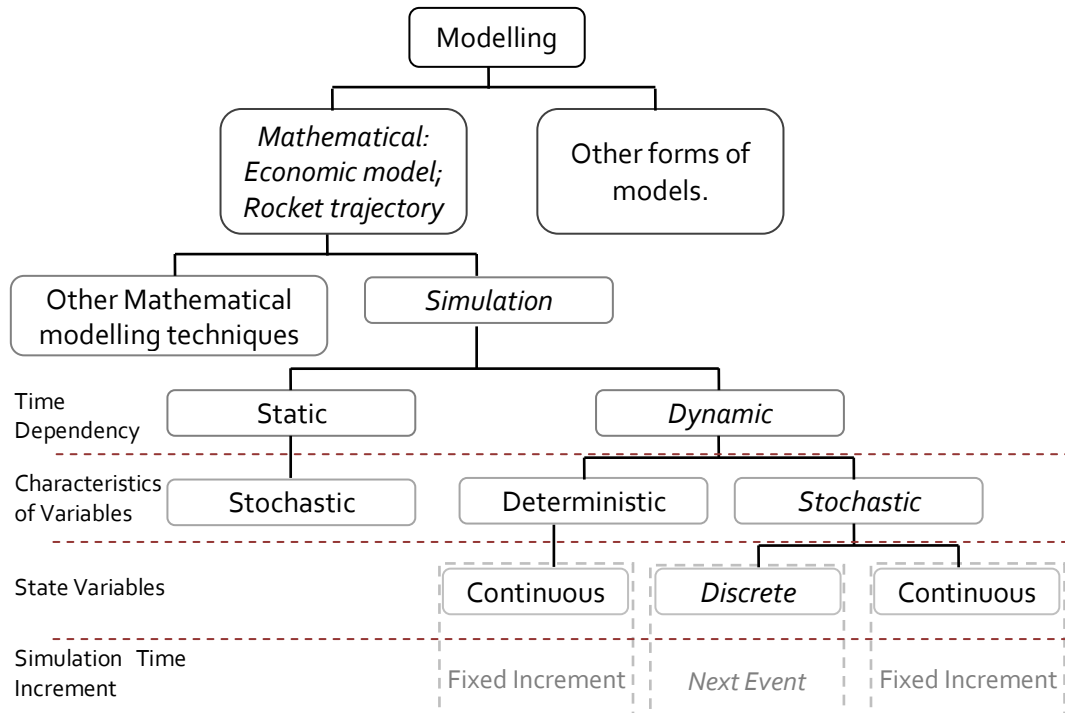 Modelling
Mathematical:
Economic model;
Rocket trajectory
Other forms of
models.
Other Mathematical
modelling techniques
Simulation
Time
Dependency
Static
Dynamic
Characteristics
of Variables
Stochastic
Deterministic
Stochastic
State Variables
Continuous
Discrete
Continuous
Simulation Time
Increment
Fixed Increment
Next Event
Fixed Increment